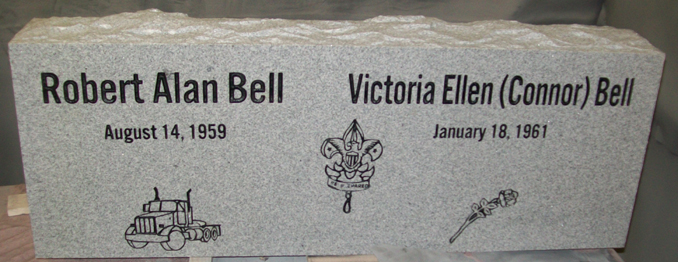 Robert Alan Bell
August 14, 1959
Victoria Ellen (Connor) Bell
January 18, 1961